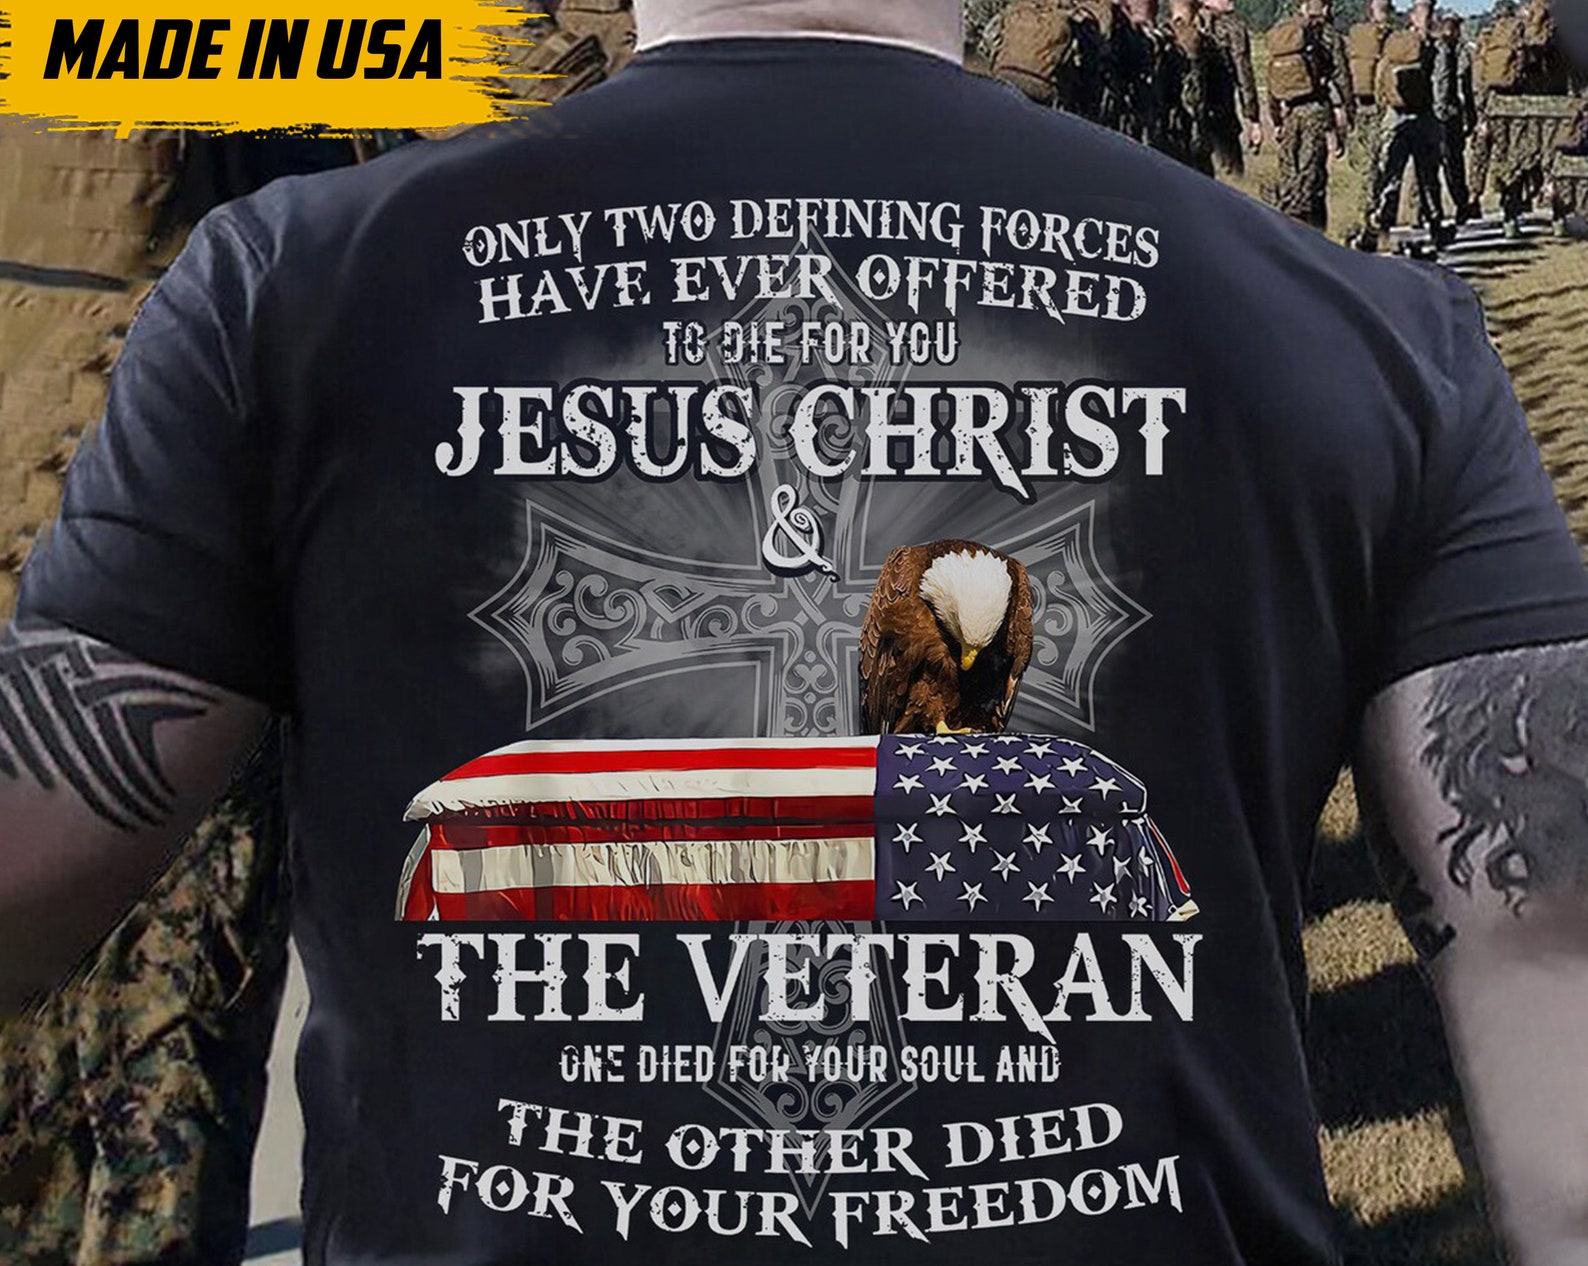 MADE IN USA
ONLY TWO DEFINING FORCES
HAVE EVER OFFERED
TO DIE FOR YOU
JESUS CHRIST
&
THE VETERAN
ONE DIED FOR YOUR SOUL AND
THE OTHER DIED
FOR YOUR FREEDOM